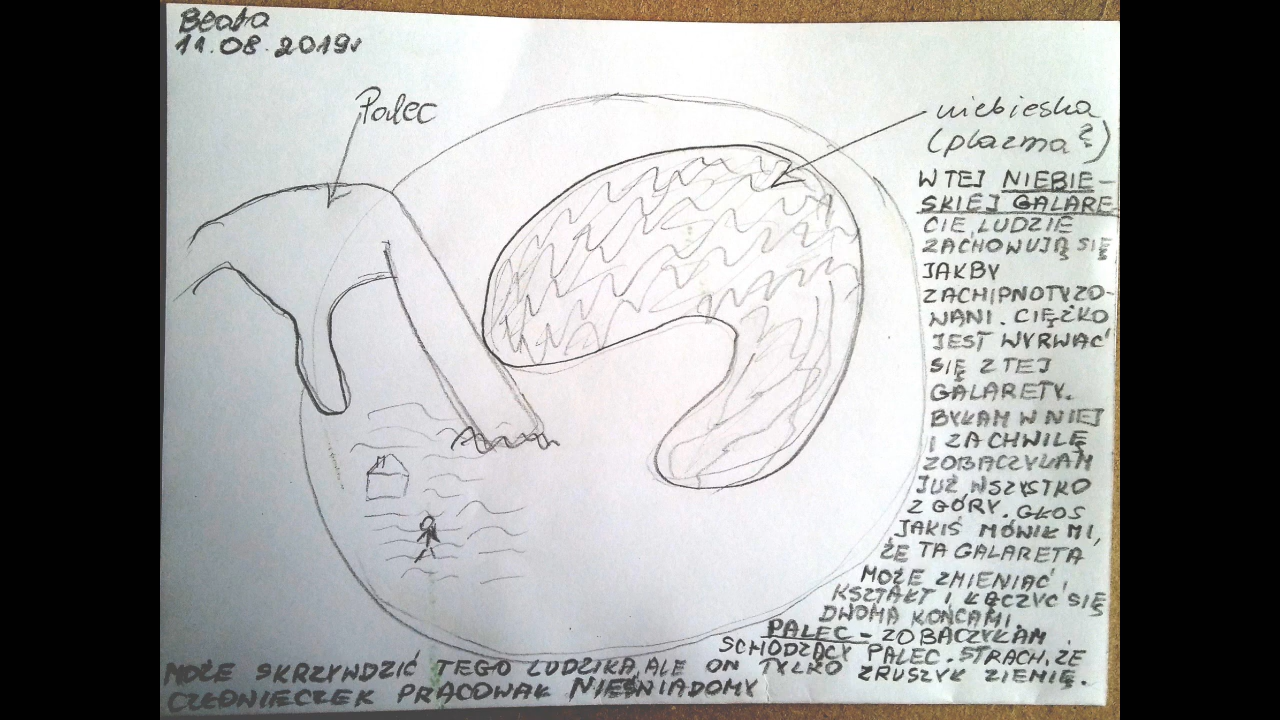 Beata
11.08.2019r
Palec
niebieska
(plazma?)
W TEJ NIEBIE-
SKIEJ GALARE
CIE, LUDZIE
ZACHOWUJĄ SIĘ
JAKBY
ZACHIPNOTYZO-
WANI. CIĘŻKO
JEST WYRWAĆ
SIĘ Z TEJ
GALARETY.
BYŁAM W NIEJ
I ZA CHWILĘ
ZOBACZYŁAM
JUŻ WSZYSTKO
Z GÓRY. GŁOS
JAKIŚ MÓWIŁ MI,
ŻE TA GALARETA
MOŻE ZMIENIAĆ
KSZTAŁT I ŁĄCZYĆ SIĘ
DWOMA KOŃCAMI.
PALEC - ZOBACZYŁAM
SCHODZĄCY PALEC. STRACH, ŻE
MOŻE SKRZYWDZIĆ TEGO LUDZIKA, ALE ON TYLKO ZRUSZYŁ ZIEMIĘ.
CZŁOWIECZEK PRACOWAŁ NIEŚWIADOMY